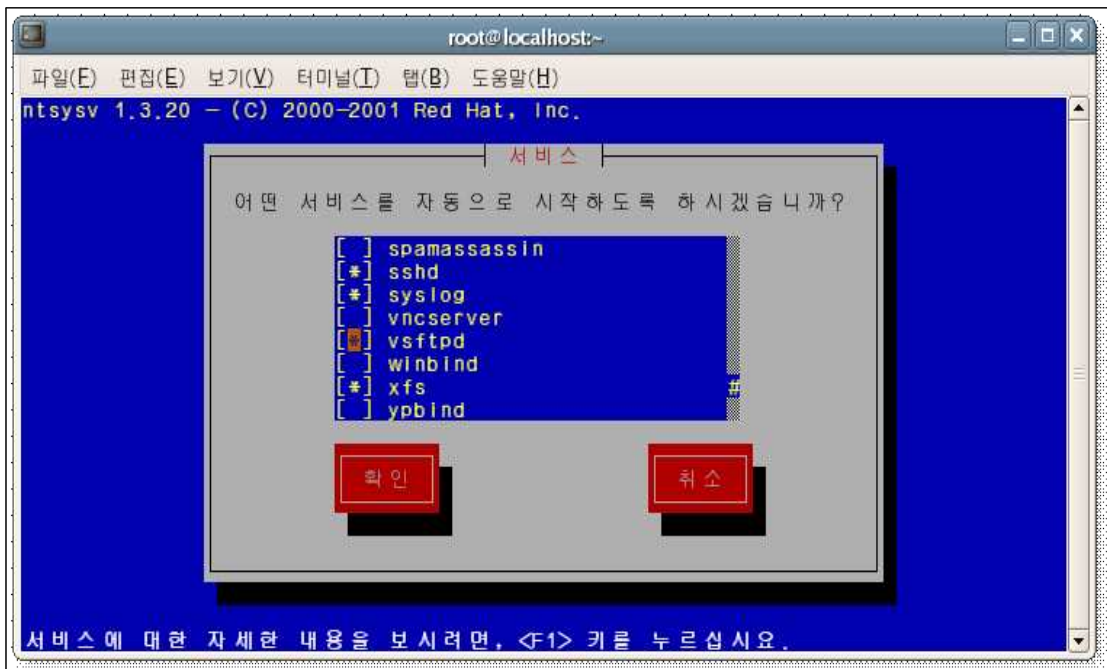 root@localhost:~
파일(F) 편집(E) 보기(V) 터미널(T) 탭(B) 도움말(H)
ntsysv 1.3.20 – (C) 2000–2001 Red Hat, Inc.
서비스
어떤 서비스를 자동으로 시작하도록 하시겠습니까?
[ ] spamassassin
[*] sshd
[*] syslog
[ ] vncserver
[*] vsftpd
[ ] winbind
[*] xfs #
[ ] ypbind
확인 취소
서비스에 대한 자세한 내용을 보시려면, <F1> 키를 누르십시요.